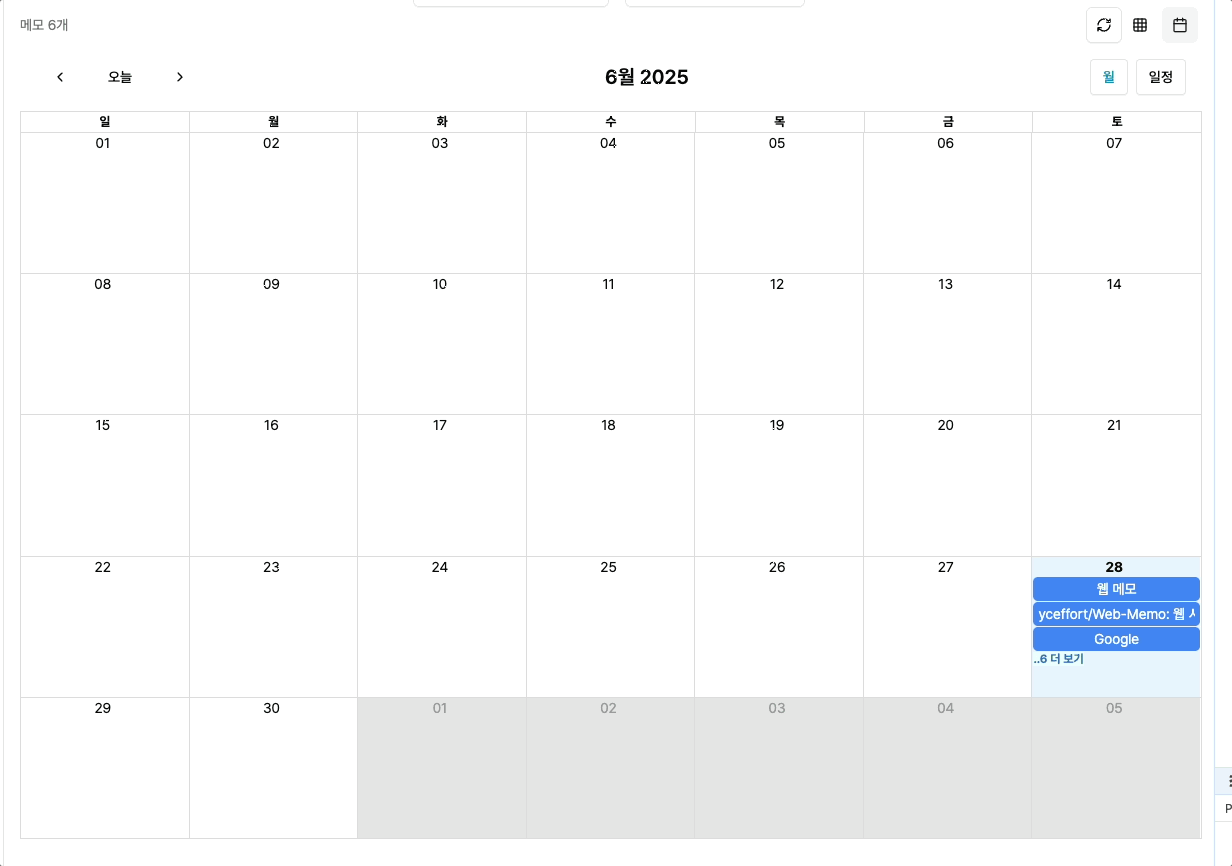 메모 6개
오늘
6월 2025
월 일정
일 월 화 수 목 금 토
01 02 03 04 05 06 07
08 09 10 11 12 13 14
15 16 17 18 19 20 21
22 23 24 25 26 27 28
웹 메모
yceffort/Web-Memo: 웹 사
Google
..6 더 보기
29 30 01 02 03 04 05
P